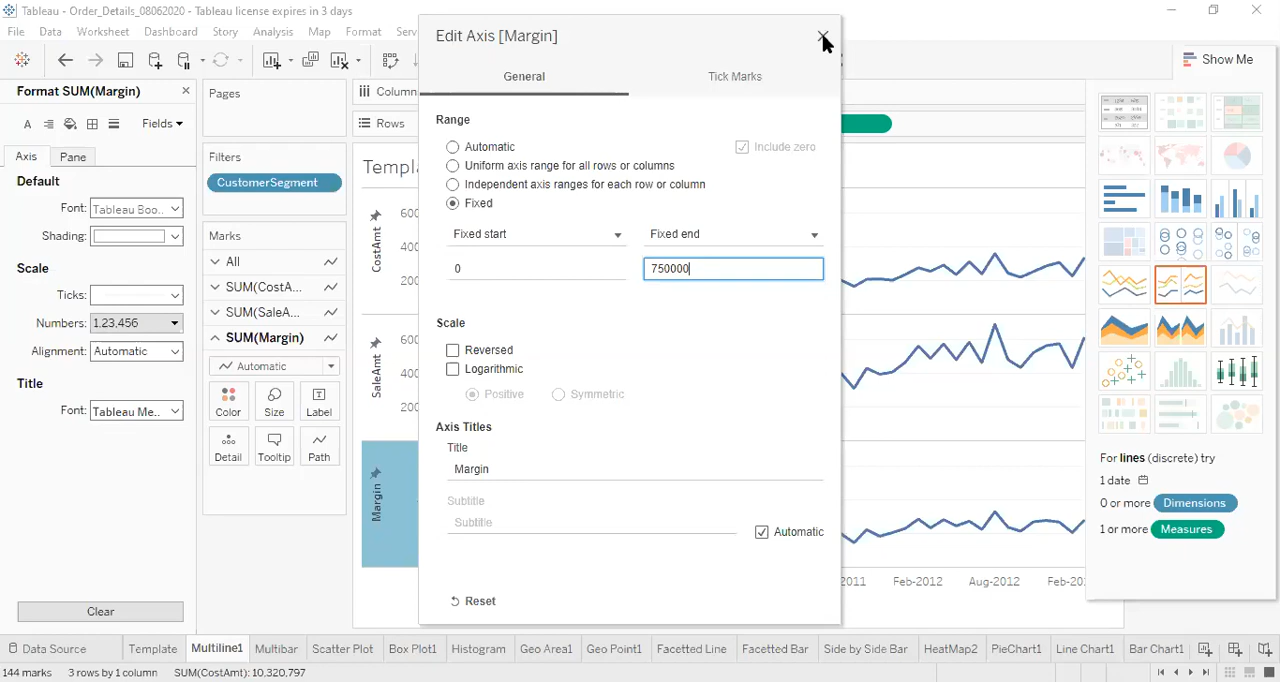 Tableau - Order_Details_08062020 - Tableau license expires in 3 days
File Data Worksheet Dashboard Story Analysis Map Format
Format SUM(Margin)
Fields
Axis Pane
Default
Font: Tableau Boo..
Shading:
Scale
Ticks:
Numbers: 1,23,456
Alignment: Automatic
Title
Font: Tableau Me..
Clear
Pages
Filters
CustomerSegment
Marks
All
SUM(CostA..
SUM(SaleA..
SUM(Margin)
Automatic
Color Size Label
Detail Tooltip Path
Rows
CostAmt
SaleAmt
Margin
Edit Axis [Margin]
General Tick Marks
Range
Automatic
Include zero
Uniform axis range for all rows or columns
Independent axis ranges for each row or column
Fixed
Fixed start Fixed end
0 750000
Scale
Reversed
Logarithmic
Positive Symmetric
Axis Titles
Title
Margin
Subtitle
Subtitle
Automatic
Reset
2011 Feb-2012 Aug-2012
Show Me
For lines (discrete) try
1 date
0 or more Dimensions
1 or more Measures
Data Source Template Multiline1 Multibar Scatter Plot Box Plot1 Histogram Geo Area1 Geo Point1 Facetted Line Facetted Bar Side by Side Bar HeatMap2 PieChart1 Line Chart1 Bar Chart1
144 marks 3 rows by 1 column SUM(CostAmt): 10,320,797